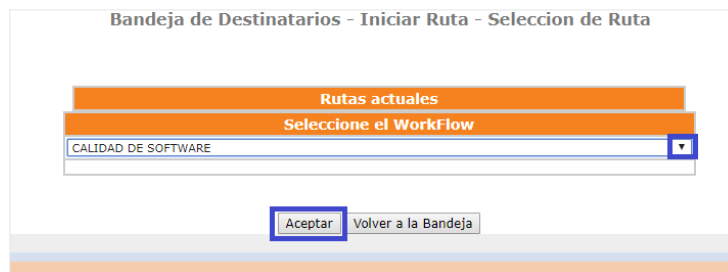 Bandeja de Destinatarios - Iniciar Ruta - Seleccion de Ruta
Rutas actuales
Seleccione el WorkFlow
CALIDAD DE SOFTWARE
Aceptar Volver a la Bandeja